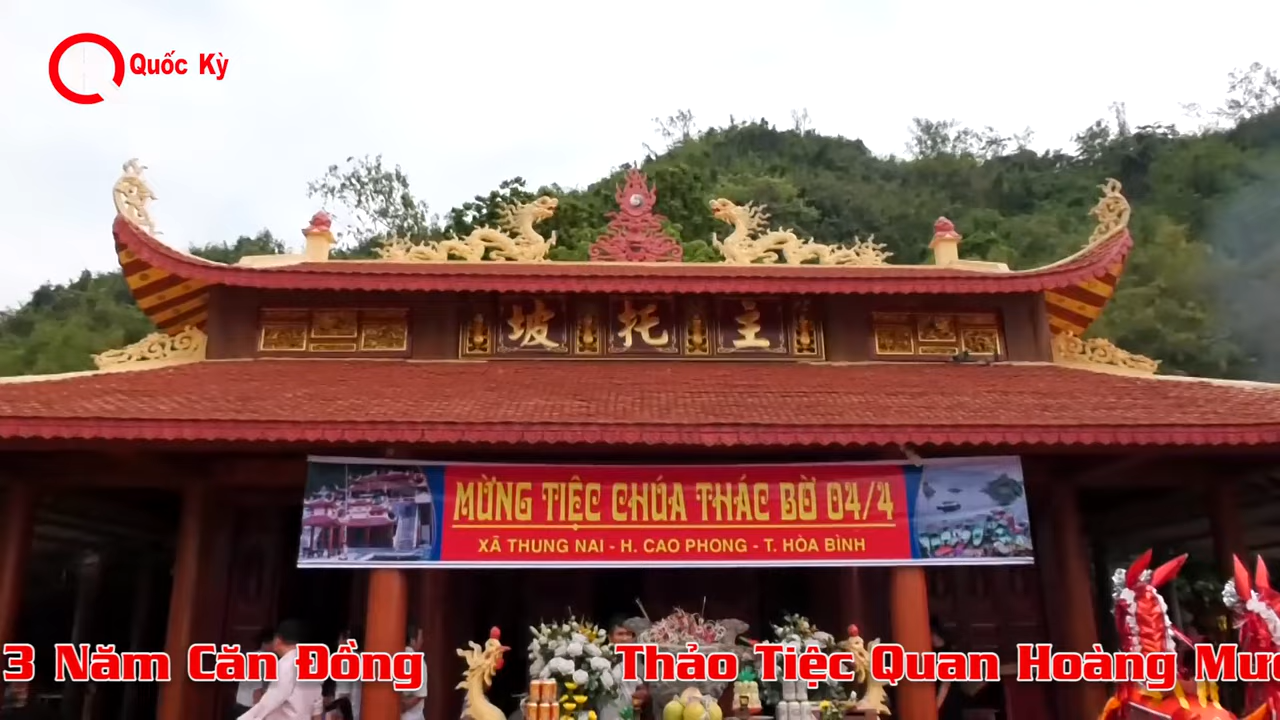 Quốc Kỳ
坡托主
MỪNG TIỆC CHÚA THÁC BỜ 04/4
XÃ THUNG NAI - H. CAO PHONG - T. HÒA BÌNH
3 Năm Căn Đồng Thảo Tiệc Quan Hoàng Mư